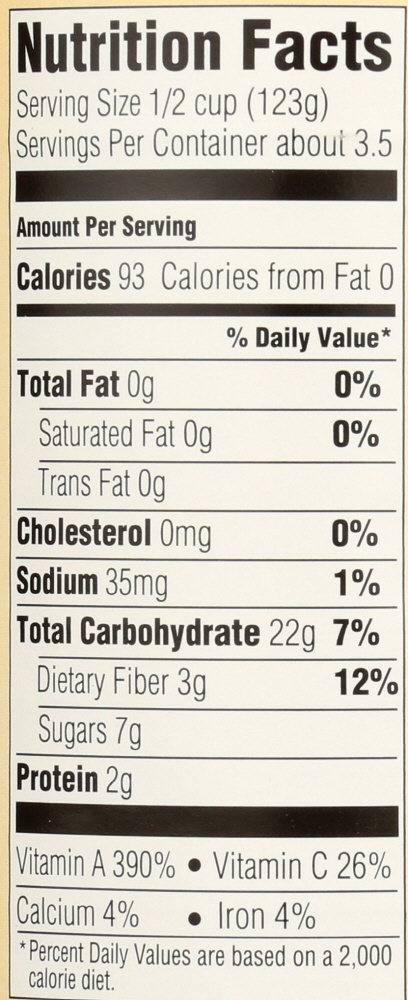 Nutrition Facts
Serving Size 1/2 cup (123g)
Servings Per Container about 3.5
Amount Per Serving
Calories 93 Calories from Fat 0
% Daily Value*
Total Fat 0g 0%
Saturated Fat 0g 0%
Trans Fat 0g
Cholesterol 0mg 0%
Sodium 35mg 1%
Total Carbohydrate 22g 7%
Dietary Fiber 3g 12%
Sugars 7g
Protein 2g
Vitamin A 390% • Vitamin C 26%
Calcium 4% • Iron 4%
*Percent Daily Values are based on a 2,000
calorie diet.